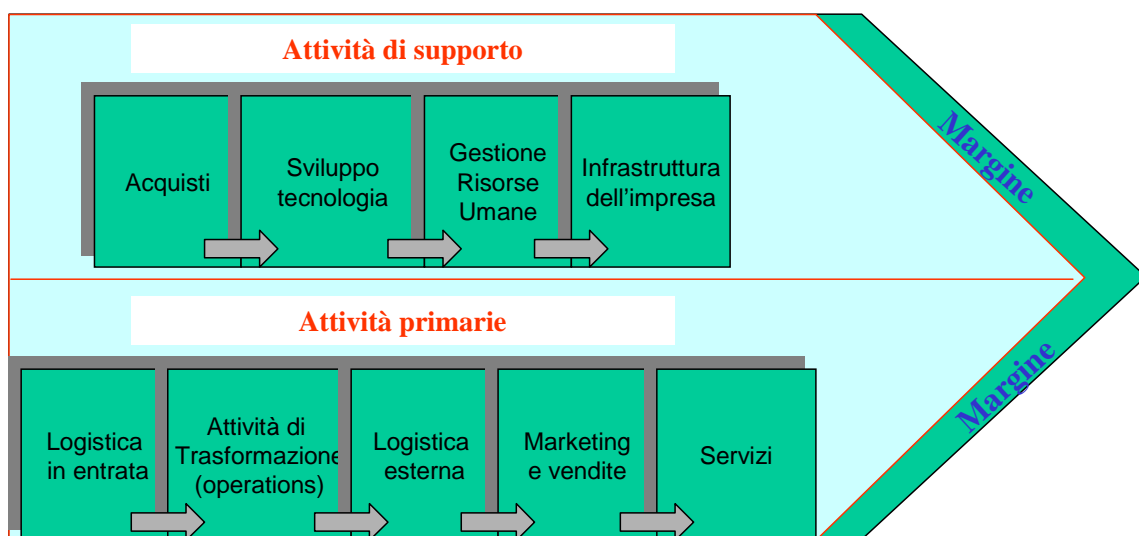 Attività di supporto
Acquisti
Sviluppo
tecnologia
Gestione
Risorse
Umane
Infrastruttura
dell'impresa
Margine
Attività primarie
Logistica
in entrata
Attività di
Trasformazione
(operations)
Logistica
esterna
Marketing
e vendite
Servizi
Margine